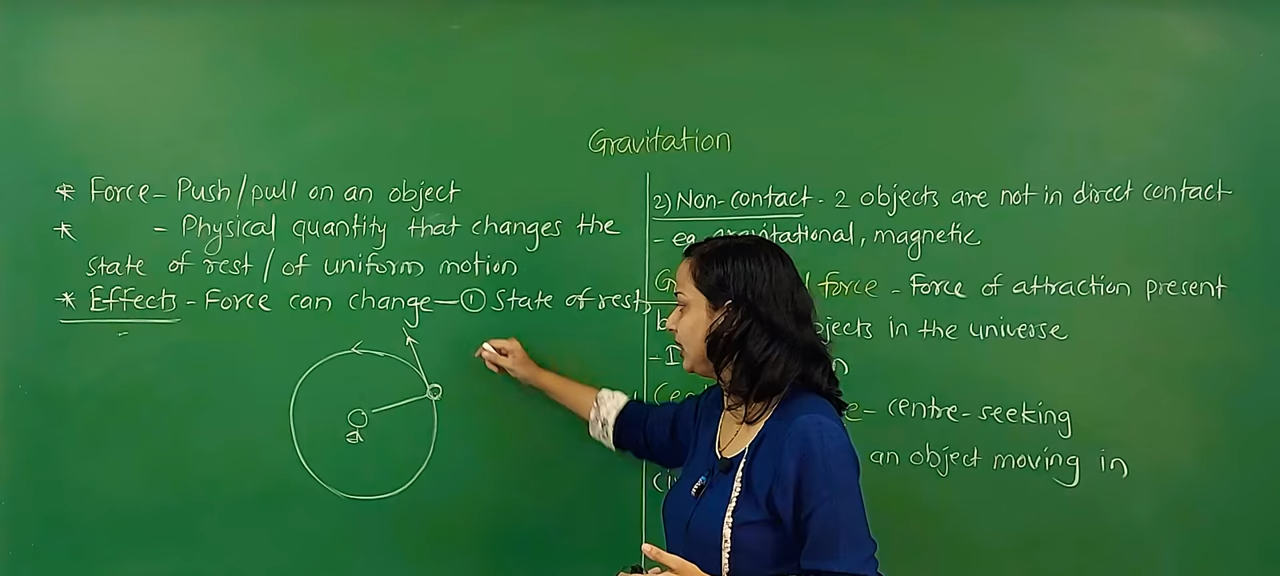 Gravitation
* Force - Push/pull on an object
* - Physical quantity that changes the
state of rest / of uniform motion
* Effects - Force can change - ① State of rest,
2) Non-contact - 2 objects are not in direct contact
- eg gravitational, magnetic
force - Force of attraction present
objects in the universe
- centre-seeking
an object moving in